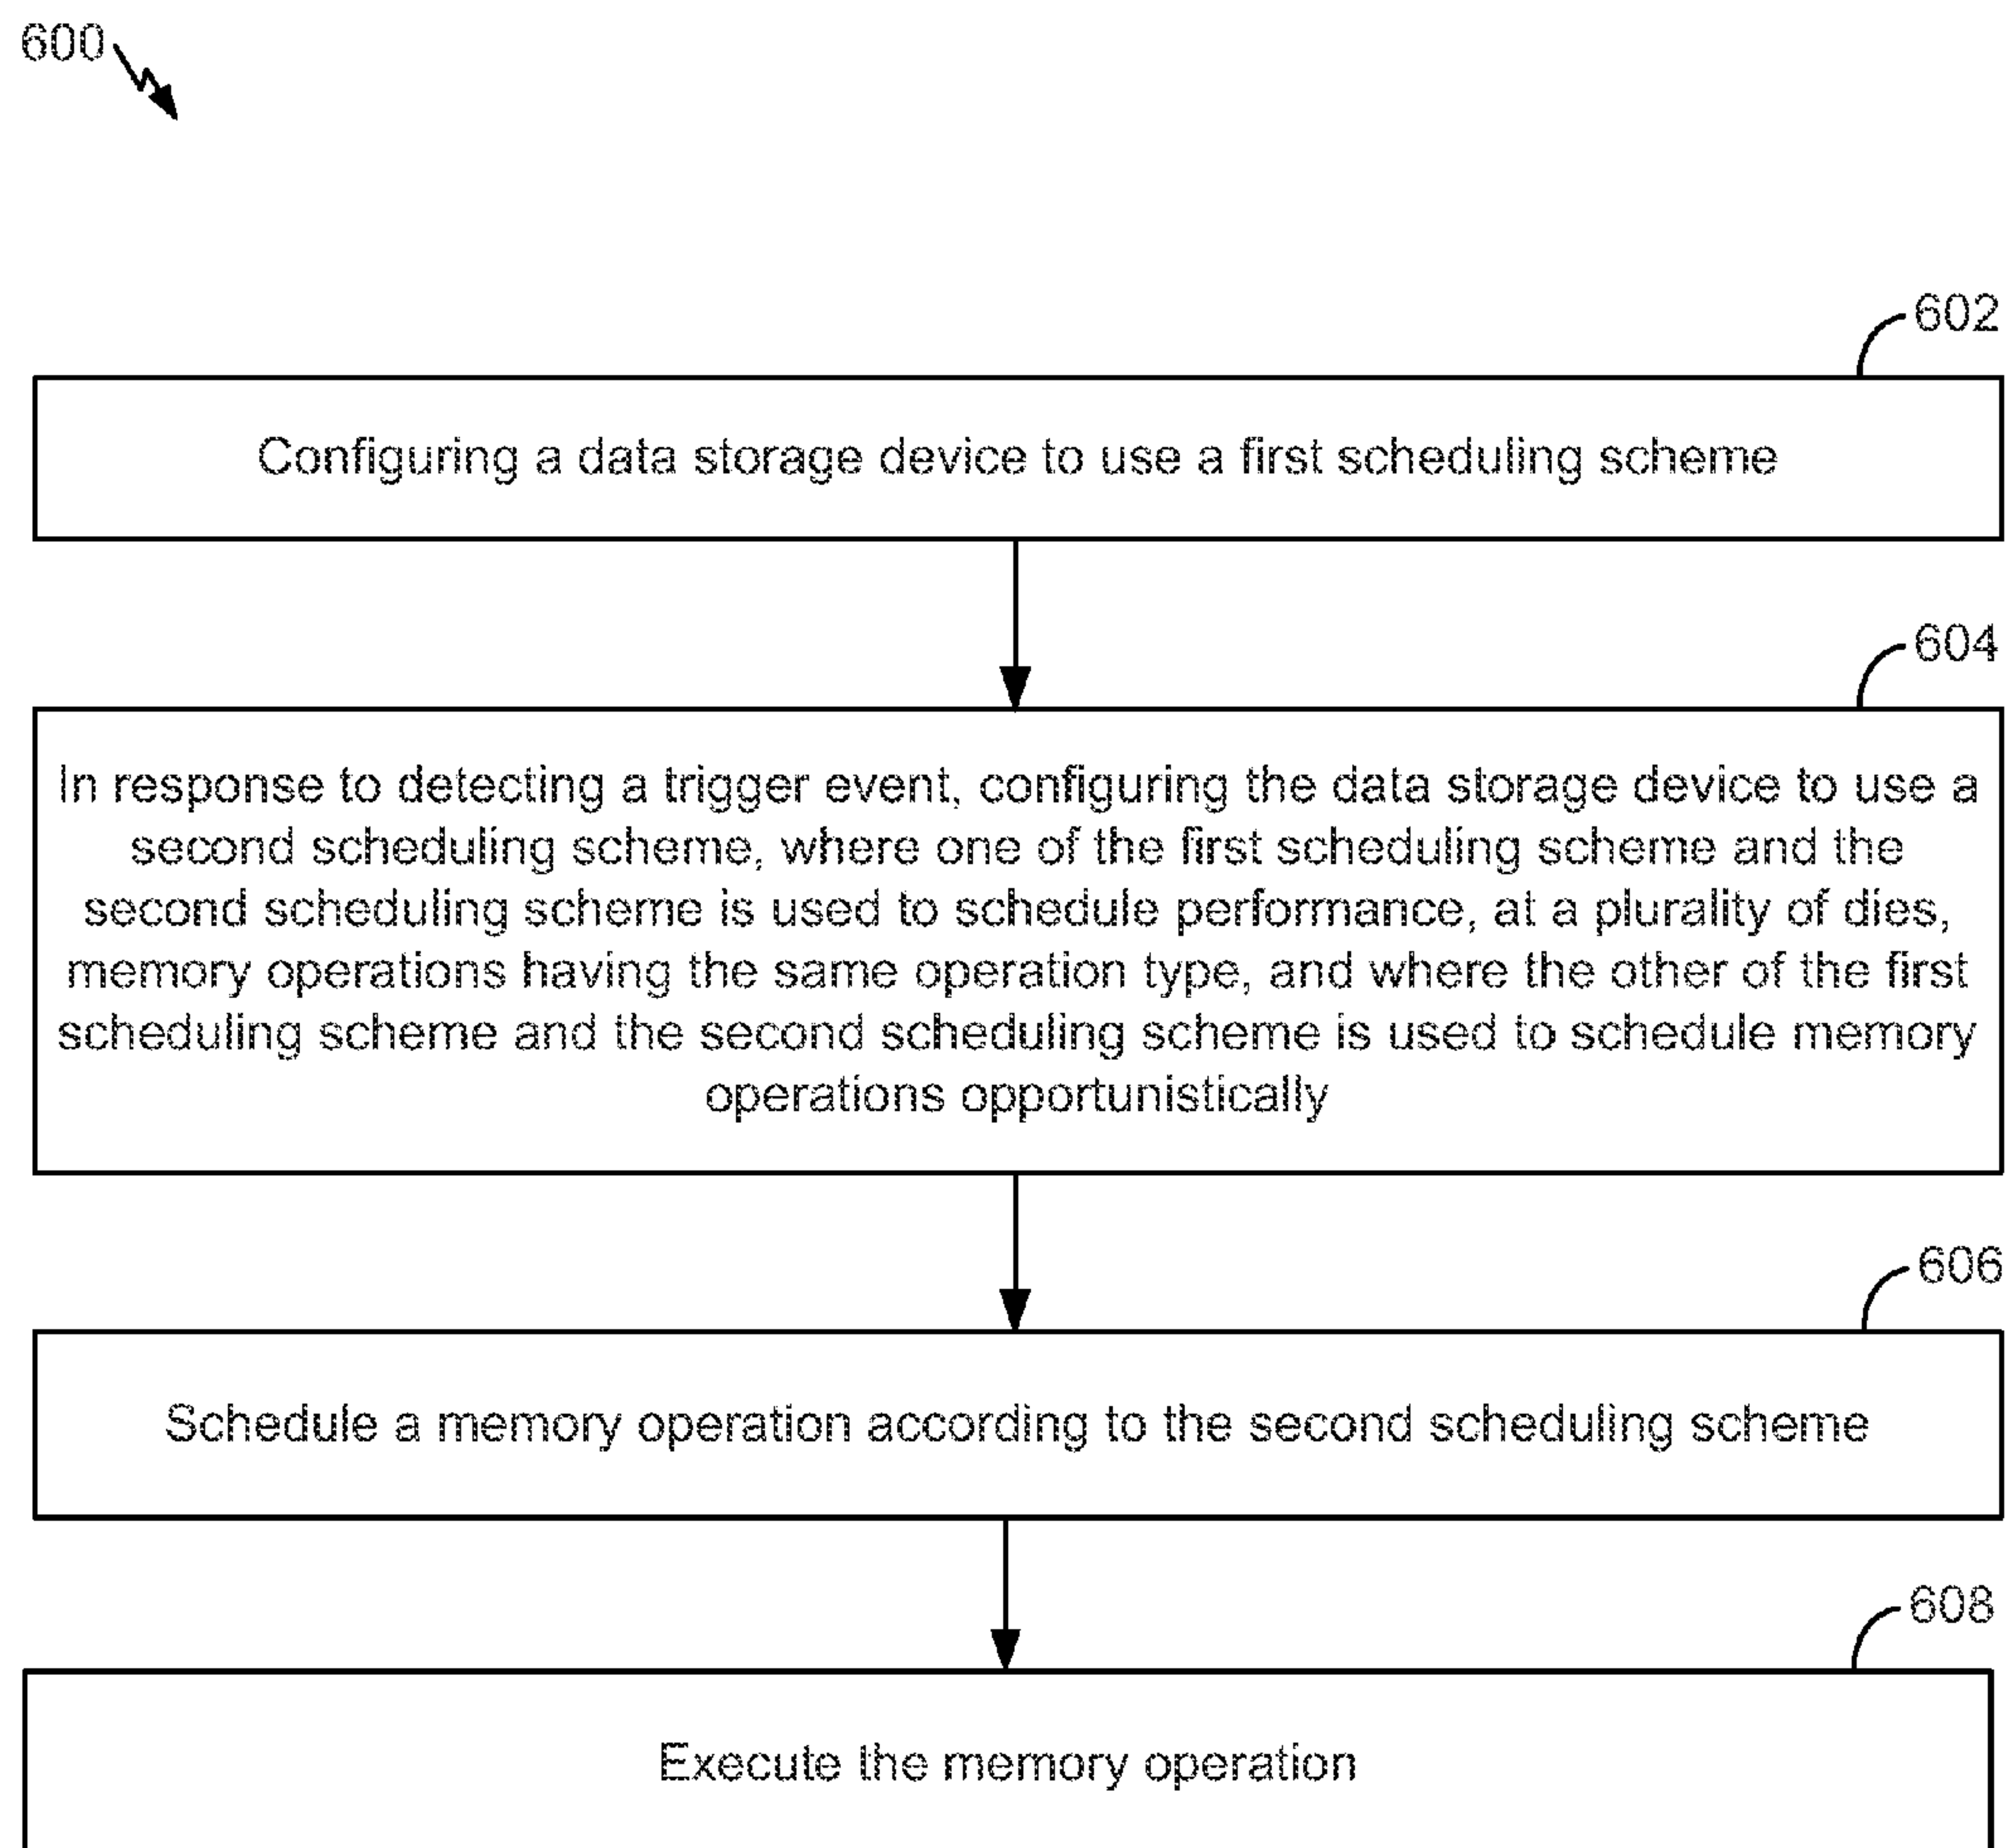 600
602
Configuring a data storage device to use a first scheduling scheme
604
In response to detecting a trigger event, configuring the data storage device to use a
second scheduling scheme, where one of the first scheduling scheme and the
second scheduling scheme is used to schedule performance, at a plurality of dies,
memory operations having the same operation type, and where the other of the first
scheduling scheme and the second scheduling scheme is used to schedule memory
operations opportunistically
606
Schedule a memory operation according to the second scheduling scheme
608
Execute the memory operation